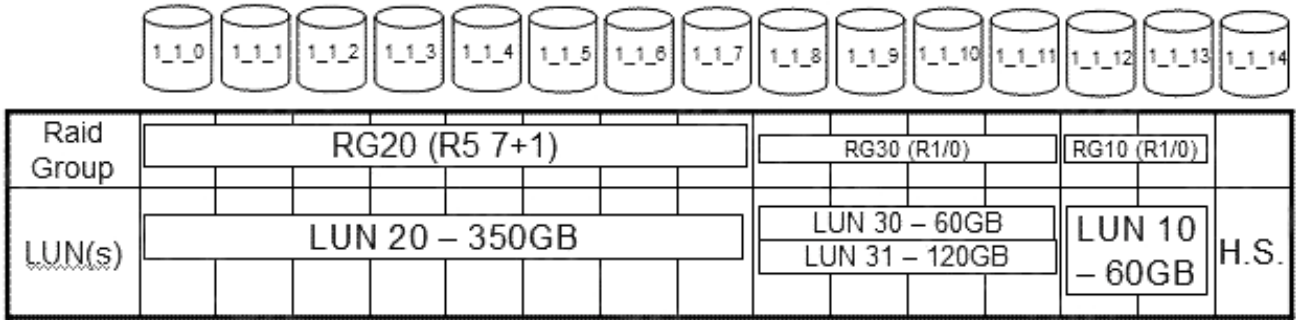 1_1_0 1_1_1 1_1_2 1_1_3 1_1_4 1_1_5 1_1_6 1_1_7 1_1_8 1_1_9 1_1_10 1_1_11 1_1_12 1_1_13 1_1_14
Raid
Group
RG20 (R5 7+1)
RG30 (R1/0)
RG10 (R1/0)
LUN(s)
LUN 20 – 350GB
LUN 30 – 60GB
LUN 31 – 120GB
LUN 10
– 60GB
H.S.